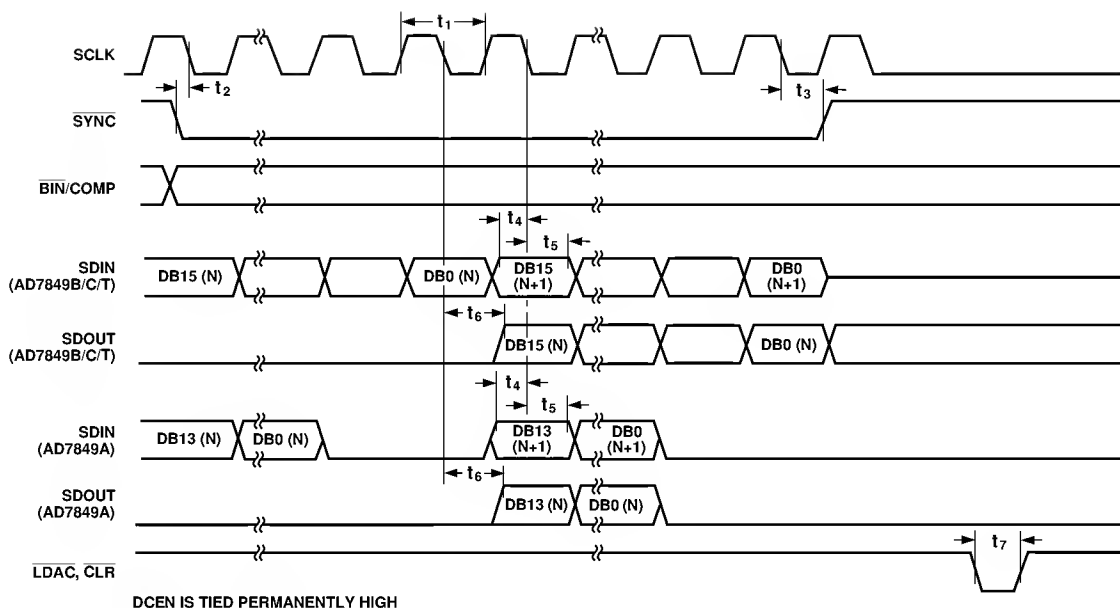 SCLK
t1
t2
t3
SYNC
BIN/COMP
t4
t5
SDIN
(AD7849B/C/T)
DB15 (N)
DB0 (N)
DB15
(N+1)
DB0
(N+1)
t6
SDOUT
(AD7849B/C/T)
DB15 (N)
DB0 (N)
t4
t5
SDIN
(AD7849A)
DB13 (N)
DB0 (N)
DB13
(N+1)
DB0
(N+1)
t6
SDOUT
(AD7849A)
DB13 (N)
DB0 (N)
t7
LDAC, CLR
DCEN IS TIED PERMANENTLY HIGH